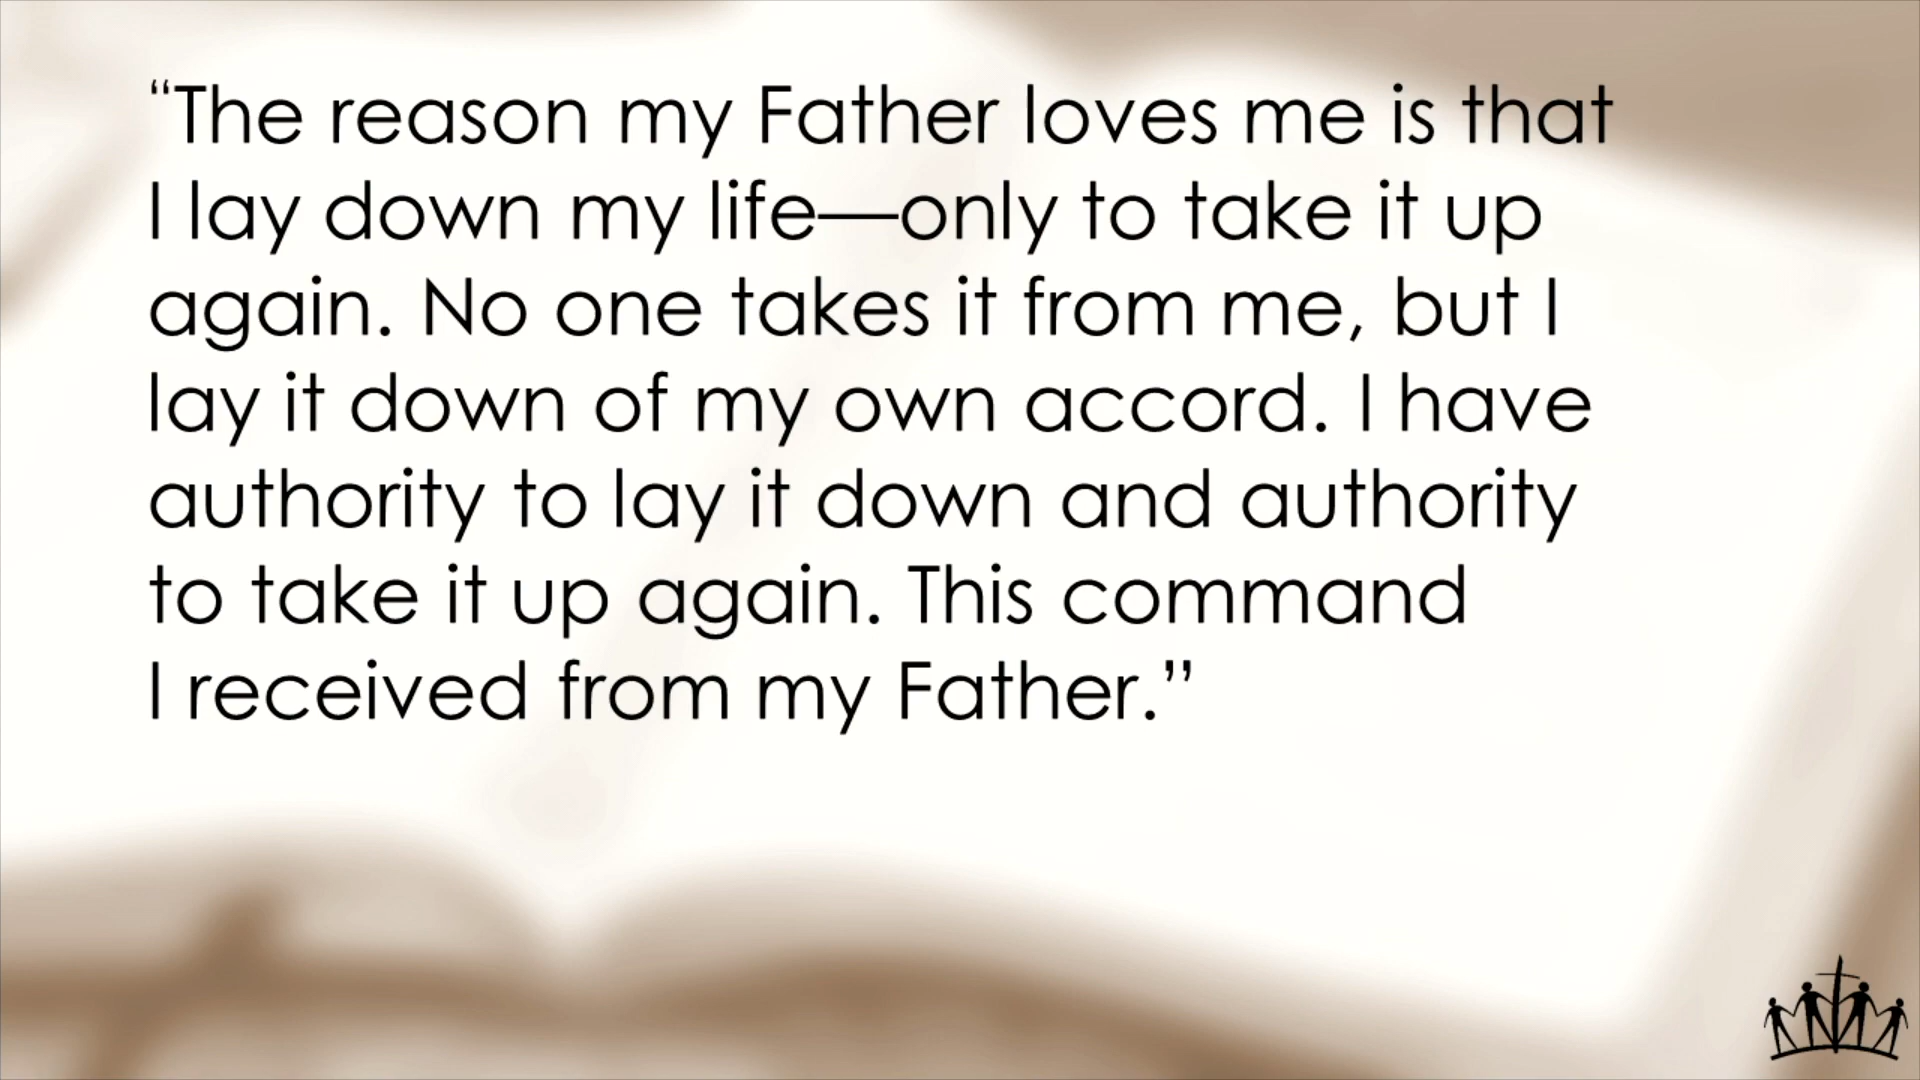 “The reason my Father loves me is that
I lay down my life—only to take it up
again. No one takes it from me, but I
lay it down of my own accord. I have
authority to lay it down and authority
to take it up again. This command
I received from my Father.”